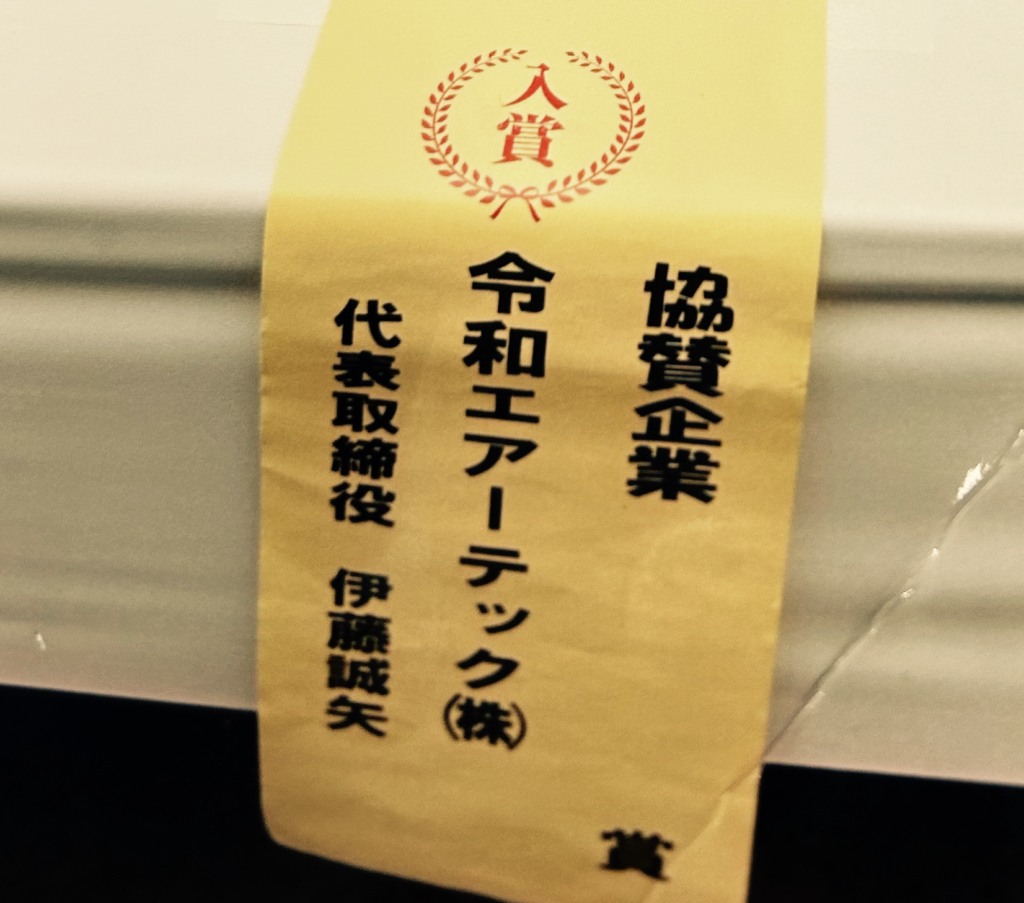 入賞
協賛企業
賞
令和エアーテック(株)
代表取締役 伊藤誠矢